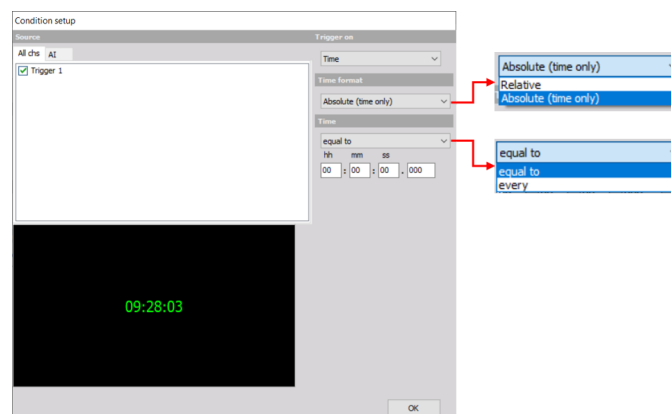 Condition setup
Source
Trigger on
All chs AI
Trigger 1
Time
Time format
Absolute (time only)
Time
equal to
hh mm ss
00 : 00 : 00 . 000
09:28:03
OK
Absolute (time only)
Relative
Absolute (time only)
equal to
equal to
every